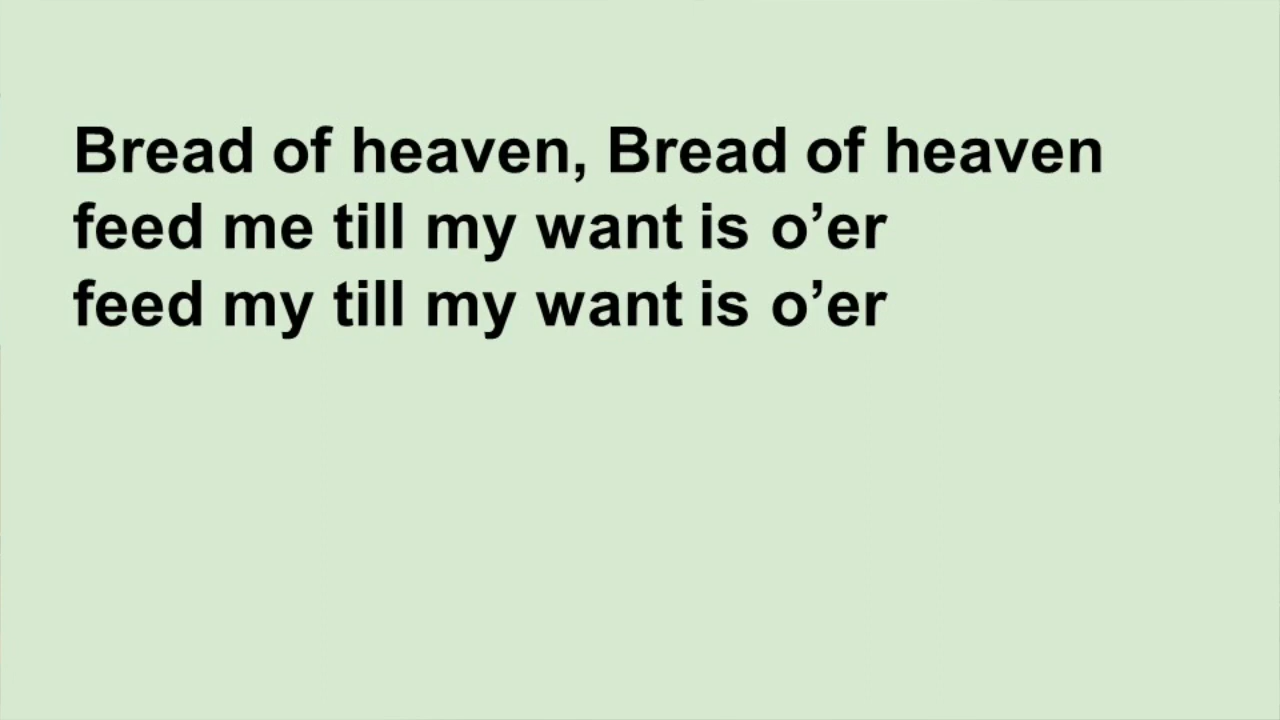 Bread of heaven, Bread of heaven
feed me till my want is o’er
feed my till my want is o’er